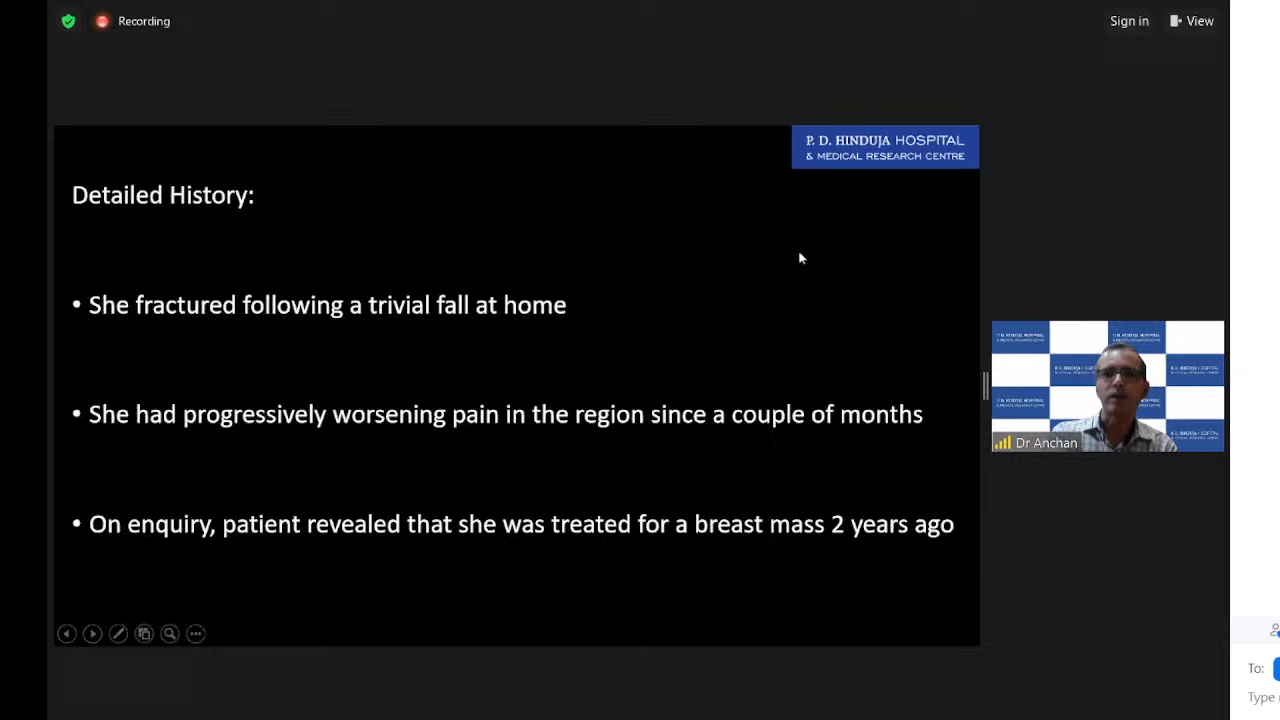 Recording
Sign in
View
P. D. HINDUJA HOSPITAL
& MEDICAL RESEARCH CENTRE
Detailed History:
• She fractured following a trivial fall at home
• She had progressively worsening pain in the region since a couple of months
• On enquiry, patient revealed that she was treated for a breast mass 2 years ago
Dr Anchan
To:
Type